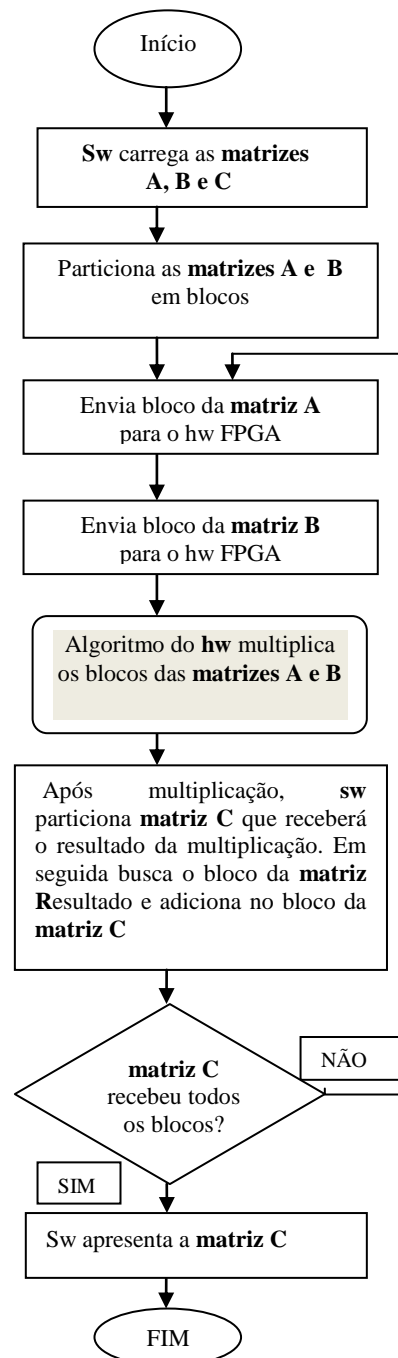 Início
Sw carrega as matrizes
A, B e C
Particiona as matrizes A e B
em blocos
Envia bloco da matriz A
para o hw FPGA
Envia bloco da matriz B
para o hw FPGA
Algoritmo do hw multiplica
os blocos das matrizes A e B
Após multiplicação, sw
particiona matriz C que receberá
o resultado da multiplicação. Em
seguida busca o bloco da matriz
Resultado e adiciona no bloco da
matriz C
matriz C
recebeu todos
os blocos?
NÃO
SIM
Sw apresenta a matriz C
FIM